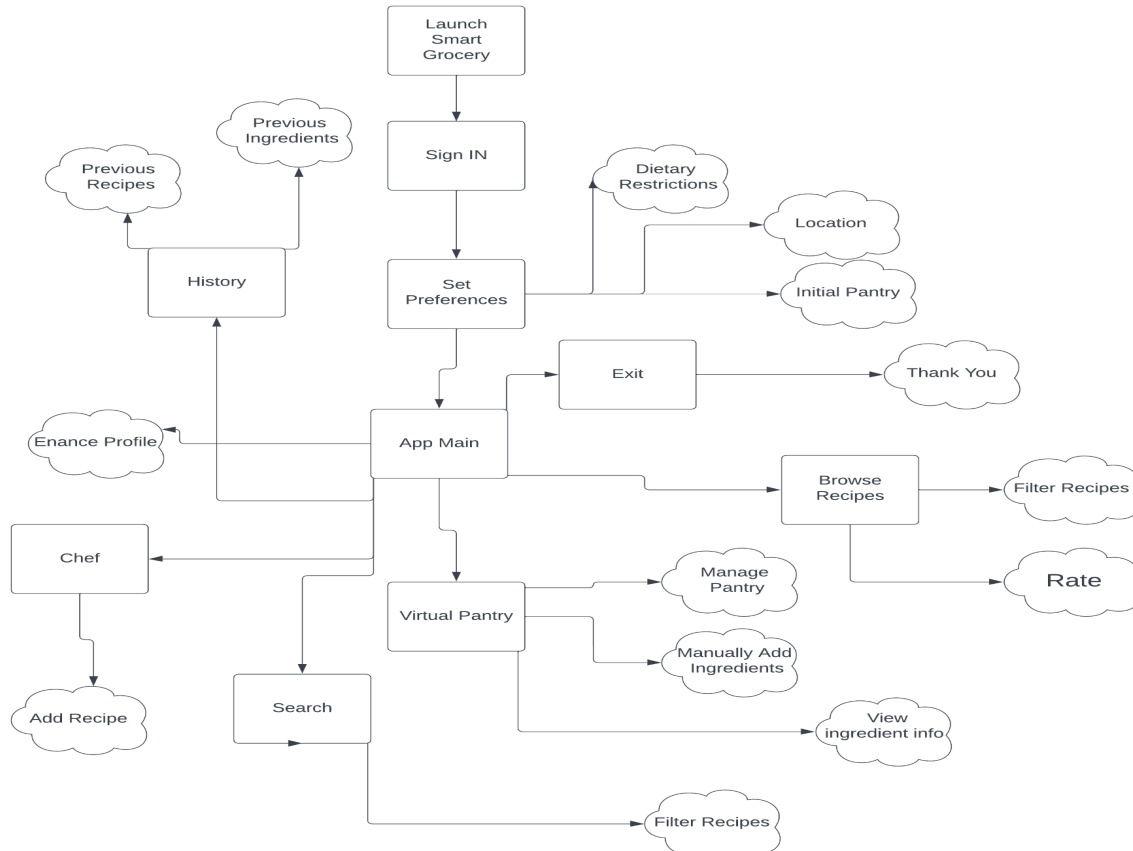 Launch
Smart
Grocery
Previous
Ingredients
Sign IN
Previous
Recipes
Dietary
Restrictions
Location
History
Set
Preferences
Initial Pantry
Exit
Thank You
Enance Profile
App Main
Browse
Recipes
Filter Recipes
Chef
Manage
Pantry
Rate
Virtual Pantry
Manually Add
Ingredients
Add Recipe
Search
View
ingredient info
Filter Recipes